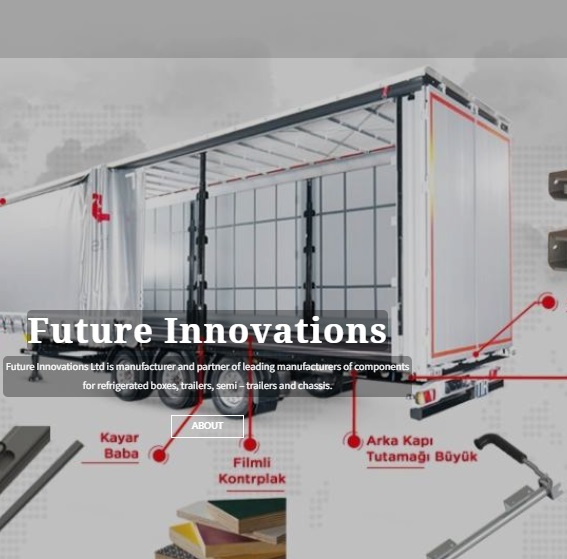 Future Innovations
Future Innovations Ltd is manufacturer and partner of leading manufacturers of components
for refrigerated boxes, trailers, semi – trailers and chassis.
ABOUT
Kayar
Baba
Filmli
Kontrplak
Arka Kapı
Tutamağı Büyük